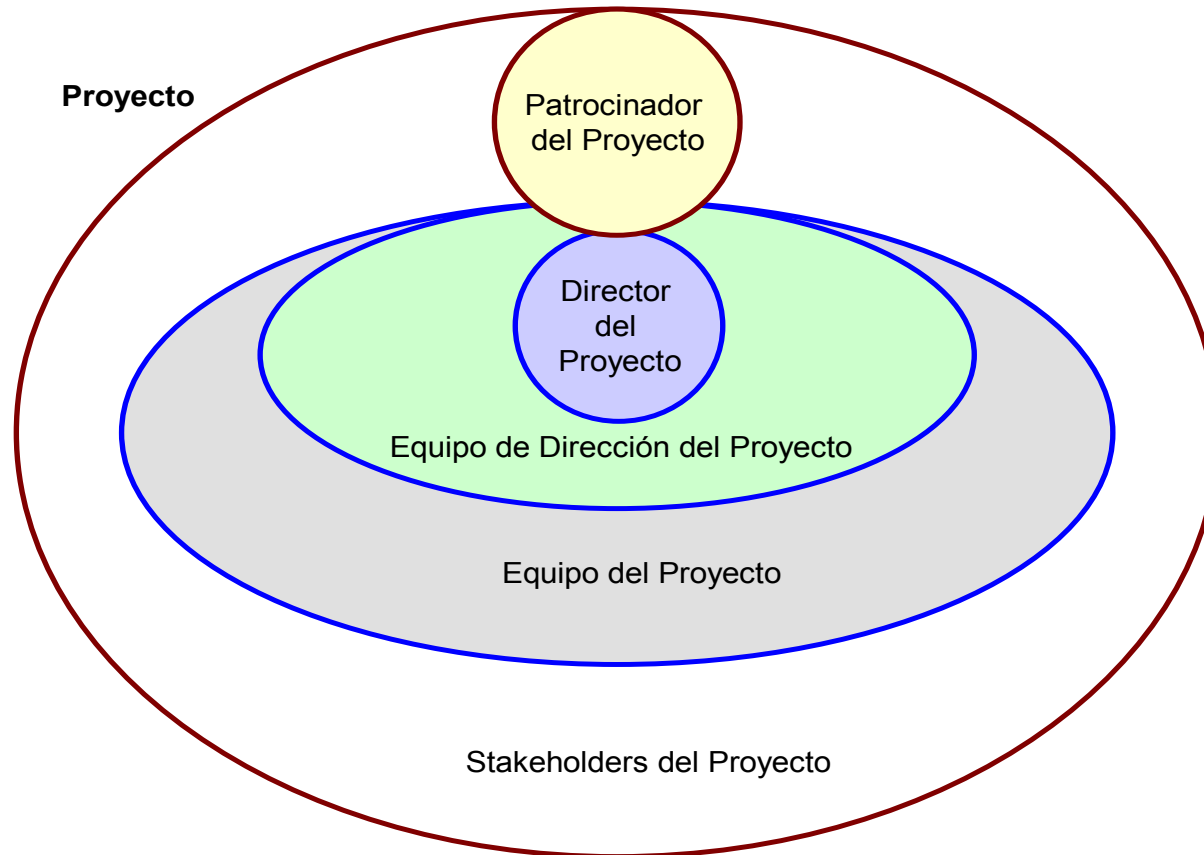 Proyecto
Patrocinador
del Proyecto
Director
del
Proyecto
Equipo de Dirección del Proyecto
Equipo del Proyecto
Stakeholders del Proyecto